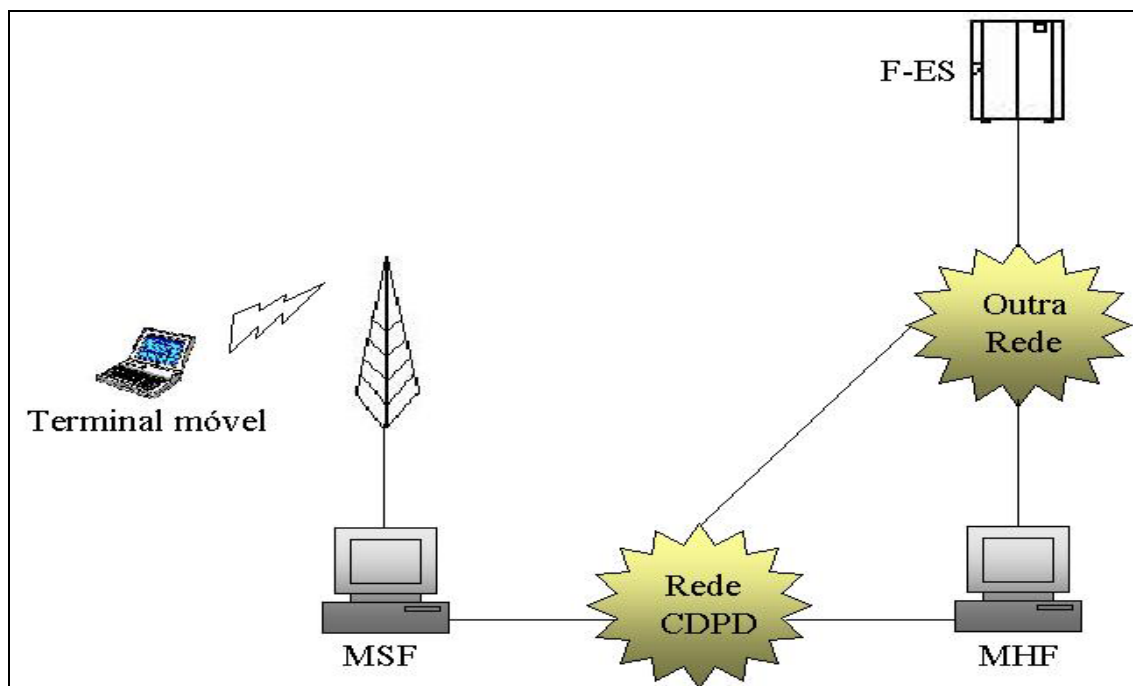 F-ES
Outra
Rede
Terminal móvel
Rede
CDPD
MSF
MHF